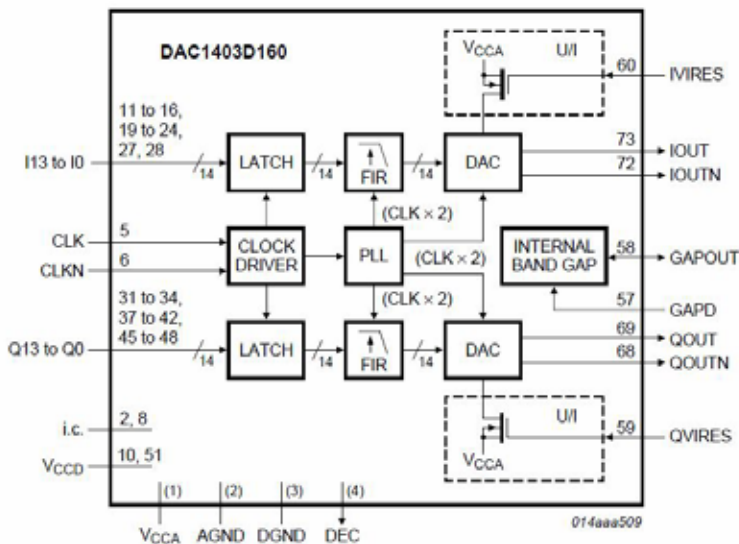 DAC1403D160
VCCA
U/I
60
IVIRES
11 to 16,
19 to 24,
27, 28
I13 to I0
14
LATCH
14
FIR
14
DAC
73
IOUT
72
IOUTN
(CLK × 2)
CLK
5
CLKN
6
CLOCK
DRIVER
PLL
(CLK × 2)
INTERNAL
BAND GAP
58
GAPOUT
57
GAPD
(CLK × 2)
31 to 34,
37 to 42,
45 to 48
Q13 to Q0
14
LATCH
14
FIR
14
DAC
69
QOUT
68
QOUTN
i.c.
2, 8
VCCD
10, 51
U/I
59
QVIRES
VCCA
(1)
(2)
(3)
(4)
VCCA
AGND
DGND
DEC
014aaa509